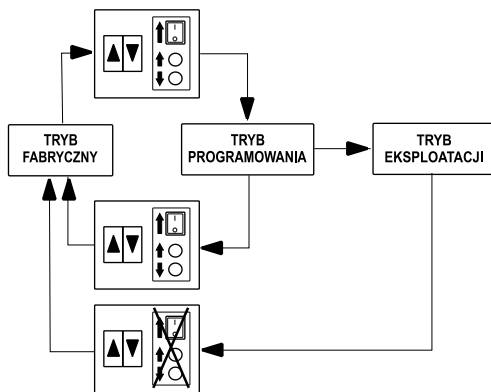 TRYB
FABRYCZNY
TRYB
PROGRAMOWANIA
TRYB
EKSPLOATACJI